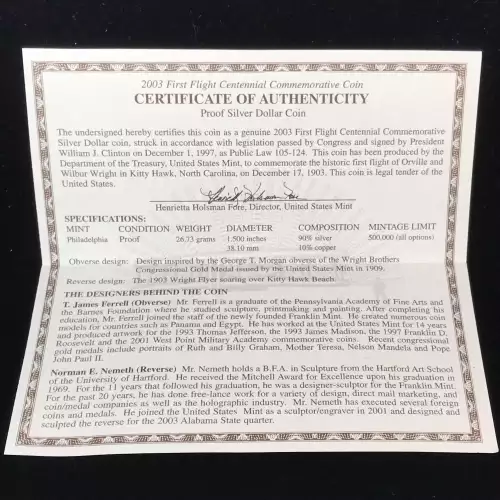 2003 First Flight Centennial Commemorative Coin
CERTIFICATE OF AUTHENTICITY
Proof Silver Dollar Coin
The undersigned hereby certifies this coin as a genuine 2003 First Flight Centennial Commemorative
Silver Dollar coin, struck in accordance with legislation passed by Congress and signed by President
William J. Clinton on December 1, 1997, as Public Law 105-124. This coin has been produced by the
Department of the Treasury, United States Mint, to commemorate the historic first flight of Orville and
Wilbur Wright in Kitty Hawk, North Carolina, on December 17, 1903. This coin is legal tender of the
United States.
Henrietta Holsman Fore, Director, United States Mint
SPECIFICATIONS:
MINT CONDITION WEIGHT DIAMETER COMPOSITION MINTAGE LIMIT
Philadelphia Proof 26.73 grams 1.500 inches 90% silver 500,000 (all options)
38.10 mm 10% copper
Obverse design: Design inspired by the George T. Morgan obverse of the Wright Brothers
Congressional Gold Medal issued by the United States Mint in 1909.
Reverse design: The 1903 Wright Flyer soaring over Kitty Hawk Beach.
THE DESIGNERS BEHIND THE COIN
T. James Ferrell (Obverse) Mr. Ferrell is a graduate of the Pennsylvania Academy of Fine Arts and
the Barnes Foundation where he studied sculpture, printmaking and painting. After completing his
education, Mr. Ferrell joined the staff of the newly founded Franklin Mint. He created numerous coin
models for countries such as Panama and Egypt. He has worked at the United States Mint for 14 years
and produced artwork for the 1993 Thomas Jefferson, the 1993 James Madison, the 1997 Franklin D.
Roosevelt and the 2001 West Point Military Academy commemorative coins. Recent congressional
gold medals include portraits of Ruth and Billy Graham, Mother Teresa, Nelson Mandela and Pope
John Paul II.
Norman E. Nemeth (Reverse) Mr. Nemeth holds a B.F.A. in Sculpture from the Hartford Art School
of the University of Hartford. He received the Mitchell Award for Excellence upon his graduation in
1969. For the 11 years that followed his graduation, he was a designer-sculptor for the Franklin Mint.
For the past 20 years, he has done free-lance work for a variety of design, direct mail marketing, and
coin/medal companies as well as the holographic industry. Mr. Nemeth has executed several foreign
coins and medals. He joined the United States Mint as a sculptor/engraver in 2001 and designed and
sculpted the reverse for the 2003 Alabama State quarter.